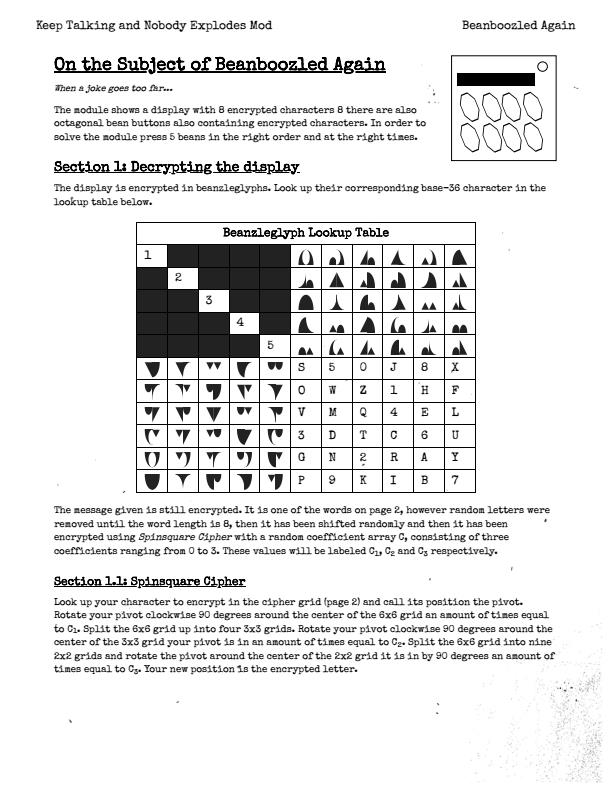 Keep Talking and Nobody Explodes Mod
Beanboozled Again
On the Subject of Beanboozled Again
When a joke goes too far...
The module shows a display with 8 encrypted characters 8 there are also
octagonal bean buttons also containing encrypted characters. In order to
solve the module press 5 beans in the right order and at the right times.
Section 1: Decrypting the display
The display is encrypted in beanzleglyphs. Look up their corresponding base-36 character in the
lookup table below.
Beanzleglyph Lookup Table
1
2
3
4
5
S 5 0 J 8 X
O W Z 1 H F
V M Q 4 E L
3 D T C 6 U
G N 2 R A Y
P 9 K I B 7
The message given is still encrypted. It is one of the words on page 2, however random letters were
removed until the word length is 8, then it has been shifted randomly and then it has been
encrypted using Spinsquare Cipher with a random coefficient array C, consisting of three
coefficients ranging from 0 to 3. These values will be labeled C₁, C₂ and C₃ respectively.
Section 1.1: Spinsquare Cipher
Look up your character to encrypt in the cipher grid (page 2) and call its position the pivot.
Rotate your pivot clockwise 90 degrees around the center of the 6x6 grid an amount of times equal
to C₁. Split the 6x6 grid up into four 3x3 grids. Rotate your pivot clockwise 90 degrees around the
center of the 3x3 grid your pivot is in an amount of times equal to C₂. Split the 6x6 grid into nine
2x2 grids and rotate the pivot around the center of the 2x2 grid it is in by 90 degrees an amount of
times equal to C₃. Your new position is the encrypted letter.